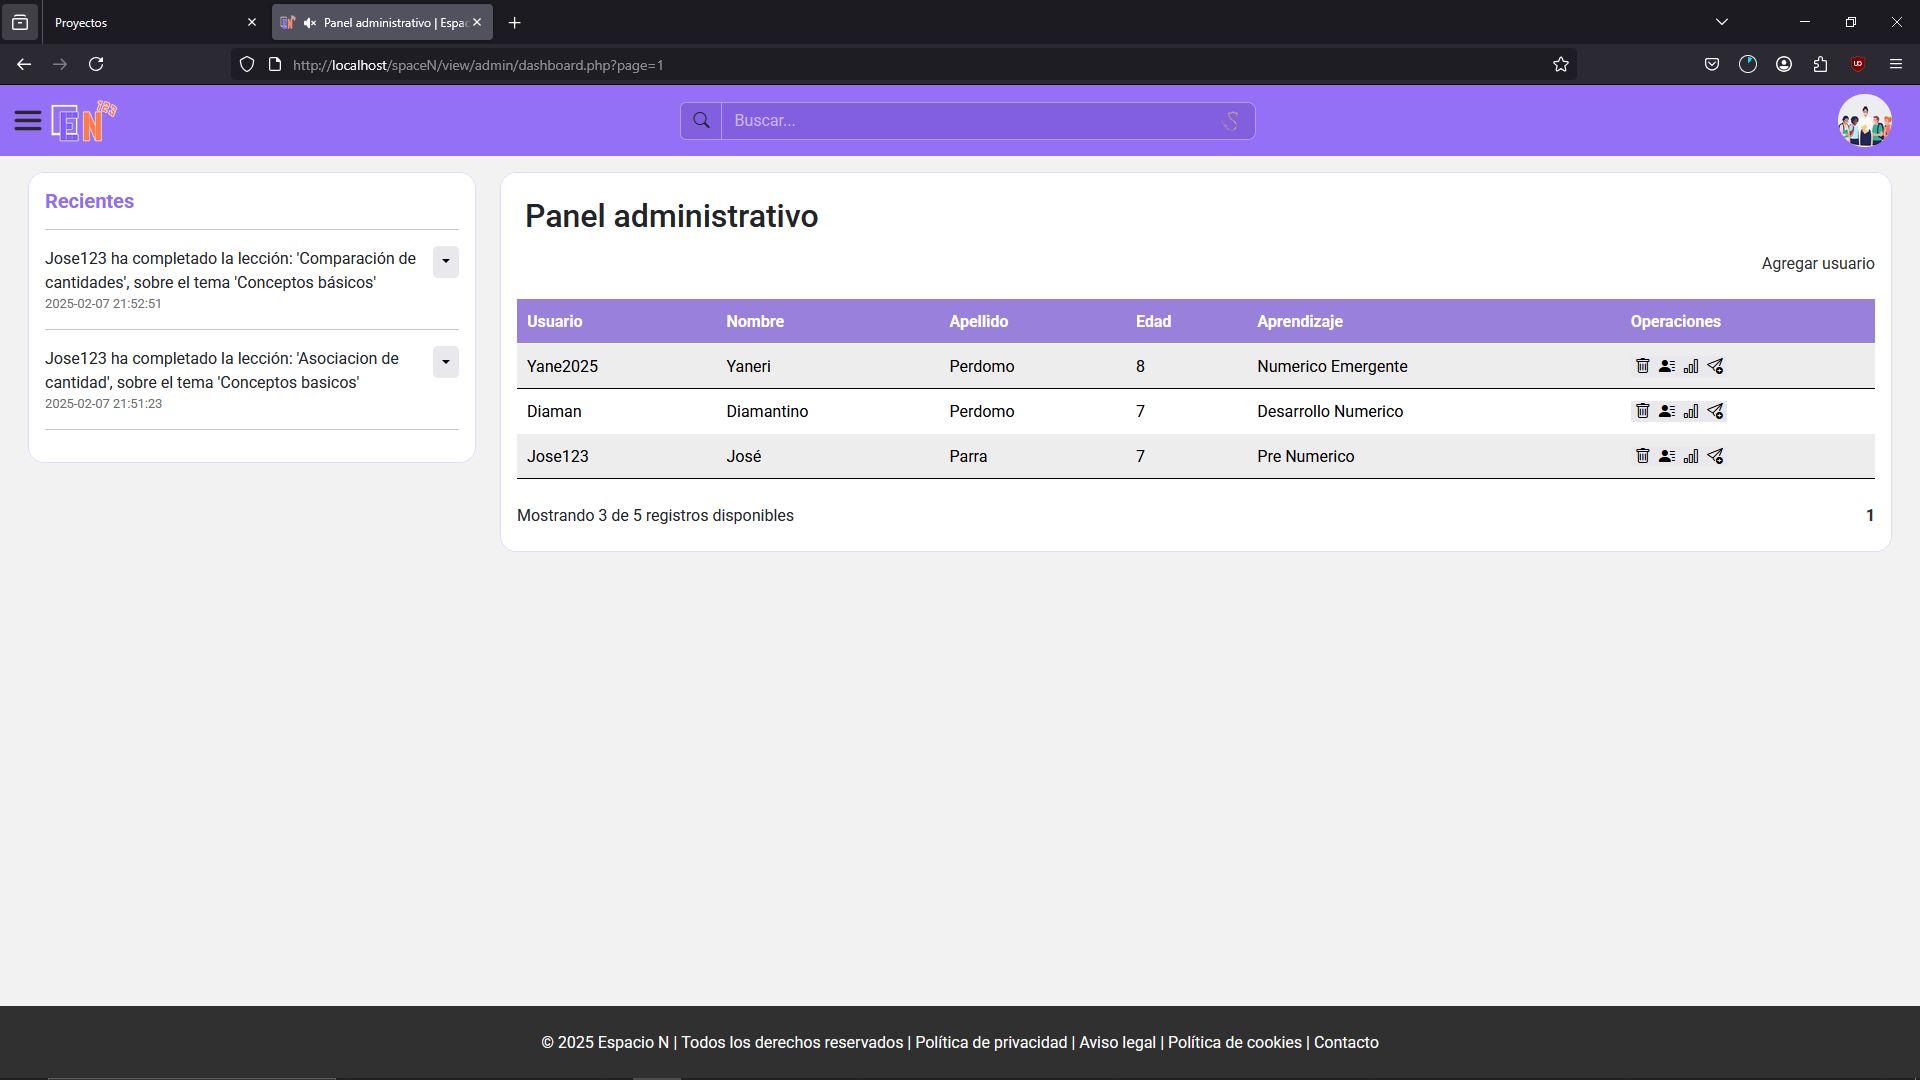 Proyectos
Panel administrativo | Espac
http://localhost/spaceN/view/admin/dashboard.php?page=1
EN 123
Buscar...
Recientes
Jose123 ha completado la lección: 'Comparación de
cantidades', sobre el tema 'Conceptos básicos'
2025-02-07 21:52:51
Jose123 ha completado la lección: 'Asociacion de
cantidad', sobre el tema 'Conceptos basicos'
2025-02-07 21:51:23
Panel administrativo
Agregar usuario
Usuario Nombre Apellido Edad Aprendizaje Operaciones
Yane2025 Yaneri Perdomo 8 Numerico Emergente
Diaman Diamantino Perdomo 7 Desarrollo Numerico
Jose123 José Parra 7 Pre Numerico
Mostrando 3 de 5 registros disponibles
1
© 2025 Espacio N | Todos los derechos reservados | Política de privacidad | Aviso legal | Política de cookies | Contacto